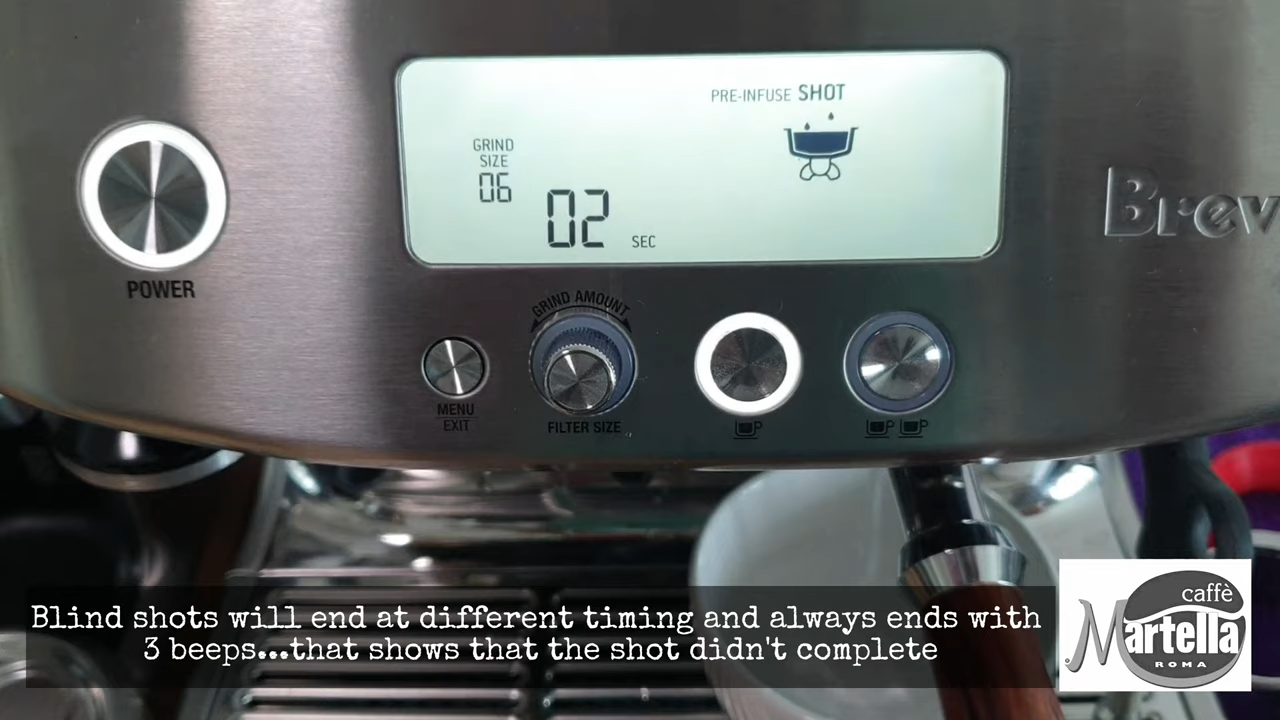 PRE-INFUSE SHOT
GRIND
SIZE
06
02 SEC
POWER
GRIND AMOUNT
MENU
EXIT
FILTER SIZE
Brev
Blind shots will end at different timing and always ends with
3 beeps...that shows that the shot didn't complete
caffè
Martella
ROMA